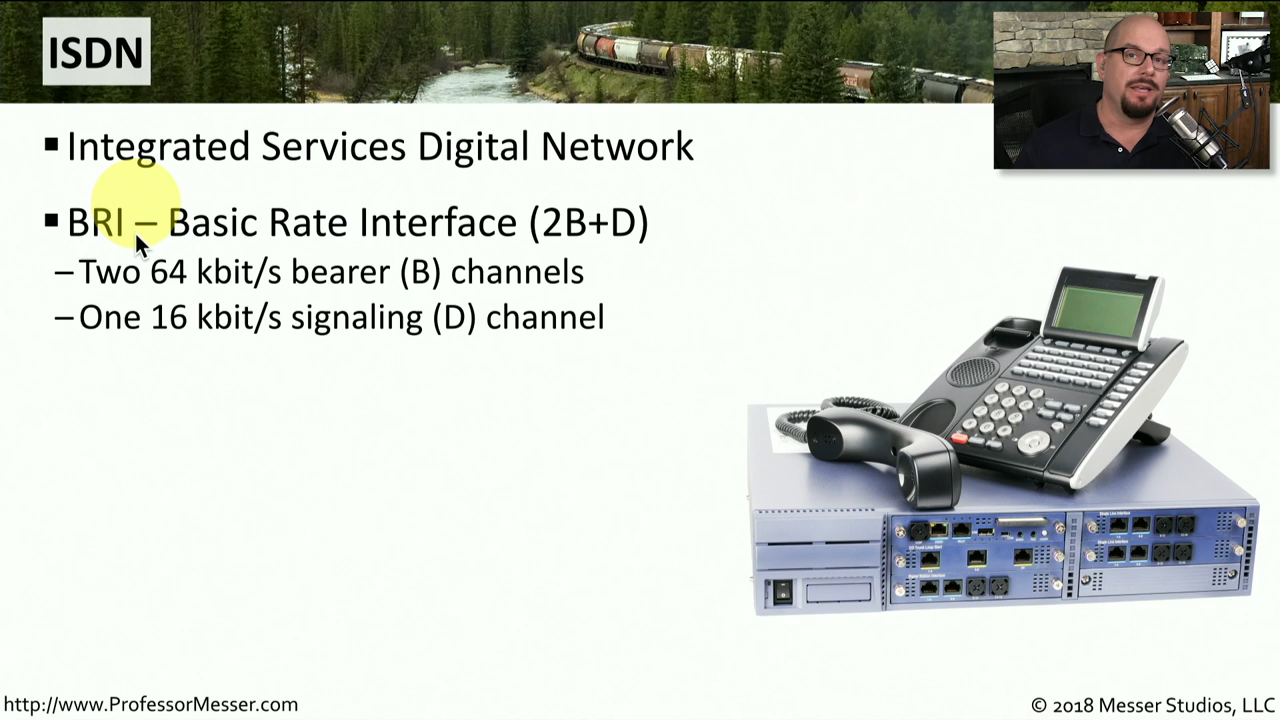 ISDN
▪ Integrated Services Digital Network
▪ BRI – Basic Rate Interface (2B+D)
– Two 64 kbit/s bearer (B) channels
– One 16 kbit/s signaling (D) channel
http://www.ProfessorMesser.com
© 2018 Messer Studios, LLC